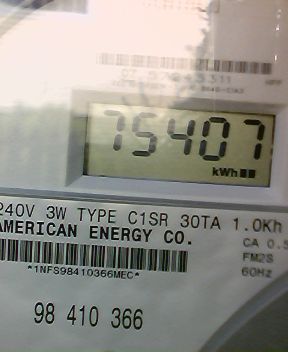 75407
kWh
240V 3W TYPE C1SR 30TA 1.0Kh
AMERICAN ENERGY CO.
CA 0.5
FM2S
60Hz
*1NFS98410366MEC*
98 410 366